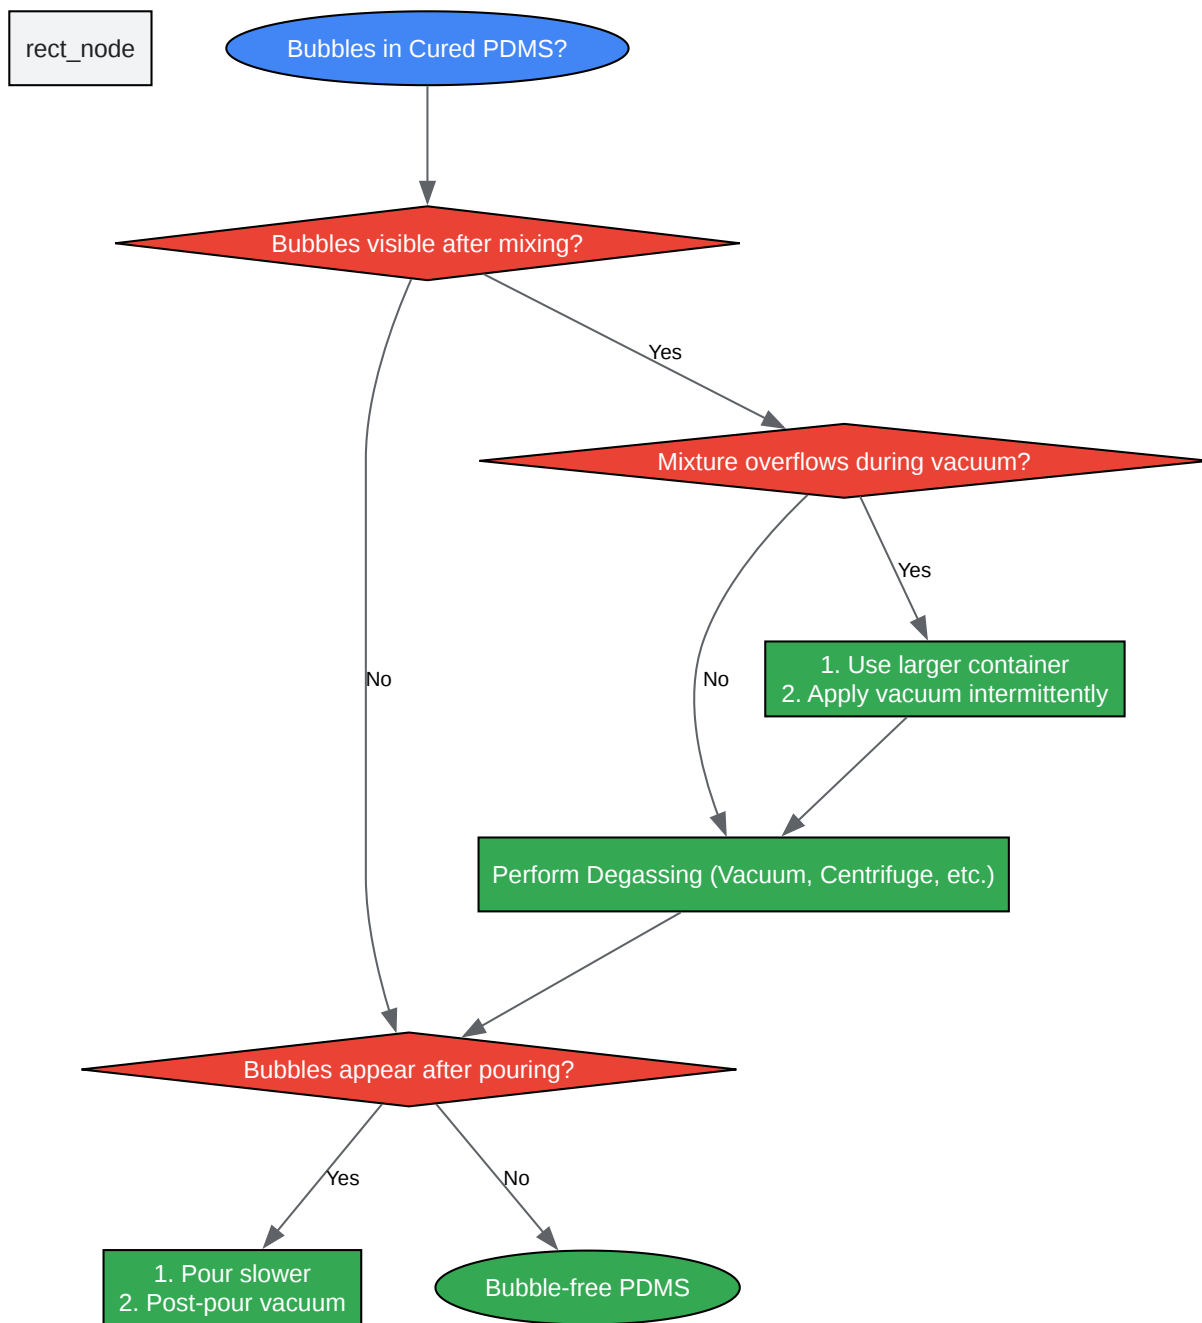 rect_node
Bubbles in Cured PDMS?
Bubbles visible after mixing?
Yes
Mixture overflows during vacuum?
Yes
No
No
1. Use larger container
2. Apply vacuum intermittently
Perform Degassing (Vacuum, Centrifuge, etc.)
Bubbles appear after pouring?
Yes
No
1. Pour slower
2. Post-pour vacuum
Bubble-free PDMS